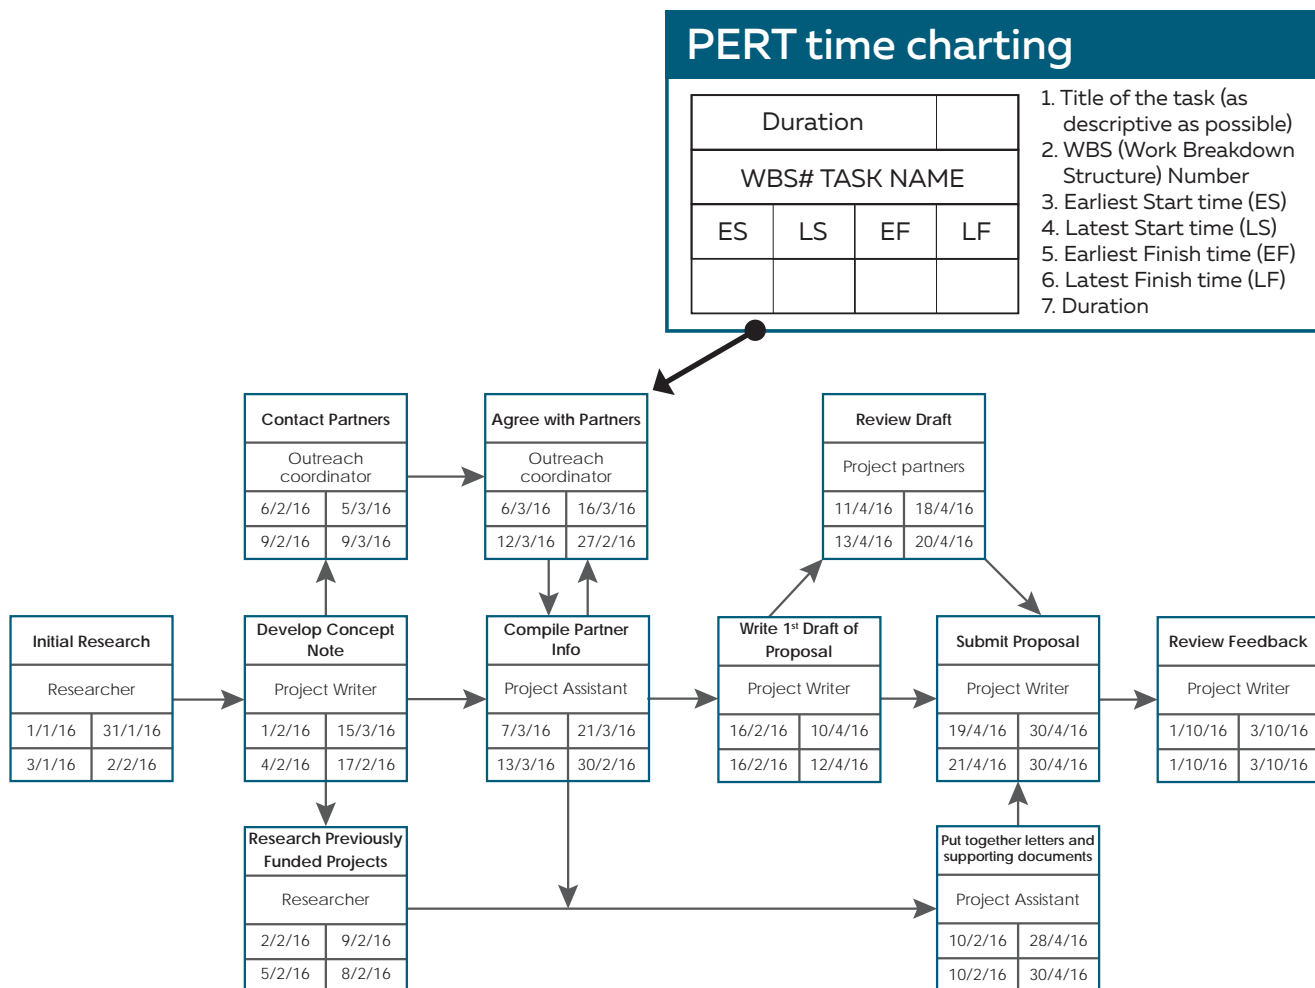 PERT time charting
Duration
WBS# TASK NAME
ES LS EF LF
1. Title of the task (as
descriptive as possible)
2. WBS (Work Breakdown
Structure) Number
3. Earliest Start time (ES)
4. Latest Start time (LS)
5. Earliest Finish time (EF)
6. Latest Finish time (LF)
7. Duration
Contact Partners
Outreach
coordinator
6/2/16 5/3/16
9/2/16 9/3/16
Agree with Partners
Outreach
coordinator
6/3/16 16/3/16
12/3/16 27/2/16
Review Draft
Project partners
11/4/16 18/4/16
13/4/16 20/4/16
Initial Research
Researcher
1/1/16 31/1/16
3/1/16 2/2/16
Develop Concept
Note
Project Writer
1/2/16 15/3/16
4/2/16 17/2/16
Compile Partner
Info
Project Assistant
7/3/16 21/3/16
13/3/16 30/2/16
Write 1st Draft of
Proposal
Project Writer
16/2/16 10/4/16
16/2/16 12/4/16
Submit Proposal
Project Writer
19/4/16 30/4/16
21/4/16 30/4/16
Review Feedback
Project Writer
1/10/16 3/10/16
1/10/16 3/10/16
Research Previously
Funded Projects
Researcher
2/2/16 9/2/16
5/2/16 8/2/16
Put together letters and
supporting documents
Project Assistant
10/2/16 28/4/16
10/2/16 30/4/16